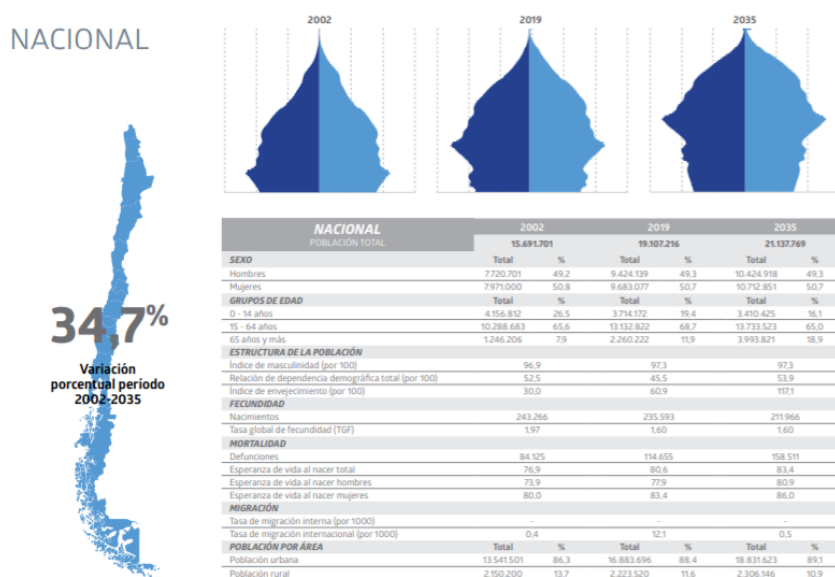 NACIONAL
2002 2019 2035
34,7%
Variación
porcentual período
2002-2035
NACIONAL 2002 2019 2035
POBLACIÓN TOTAL 15.691.701 19.107.216 21.137.769
SEXO Total % Total % Total %
Hombres 7.720.701 49,2 9.424.139 49,3 10.424.918 49,3
Mujeres 7.971.000 50,8 9.683.077 50,7 10.712.851 50,7
GRUPOS DE EDAD Total % Total % Total %
0 - 14 años 4.156.812 26,5 3.714.172 19,4 3.410.425 16,1
15 - 64 años 10.288.683 65,6 13.132.822 68,7 13.733.523 65,0
65 años y más 1.246.206 7,9 2.260.222 11,9 3.993.821 18,9
ESTRUCTURA DE LA POBLACIÓN
Índice de masculinidad (por 100) 96,9 97,3 97,3
Relación de dependencia demográfica total (por 100) 52,5 45,5 53,9
Índice de envejecimiento (por 100) 30,0 60,9 117,1
FECUNDIDAD
Nacimientos 243.266 235.593 211.966
Tasa global de fecundidad (TGF) 1,97 1,60 1,60
MORTALIDAD
Defunciones 84.125 114.655 158.511
Esperanza de vida al nacer total 76,9 80,6 83,4
Esperanza de vida al nacer hombres 73,9 77,9 80,9
Esperanza de vida al nacer mujeres 80,0 83,4 86,0
MIGRACIÓN
Tasa de migración interna (por 1000) - - -
Tasa de migración internacional (por 1000) 0,4 12,1 0,5
POBLACIÓN POR ÁREA Total % Total % Total %
Población urbana 13.541.501 86,3 16.883.696 88,4 18.831.623 89,1
Población rural 2.150.200 13,7 2.223.520 11,6 2.306.146 10,9